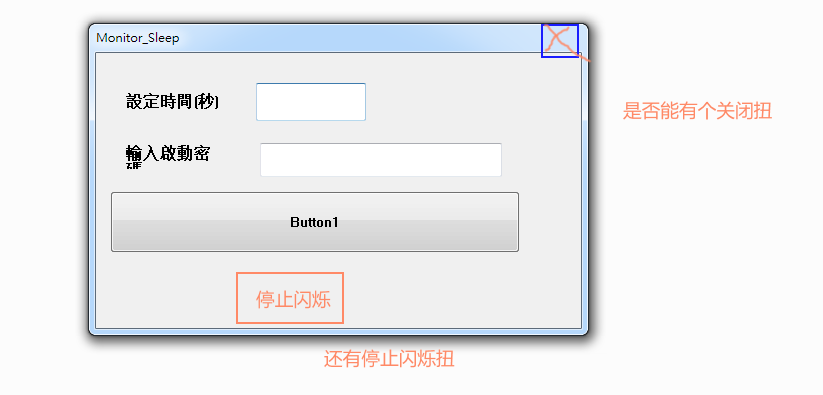 Monitor_Sleep
設定時間(秒)
是否能有个关闭扭
輸入啟動密
Button1
停止闪烁
还有停止闪烁扭